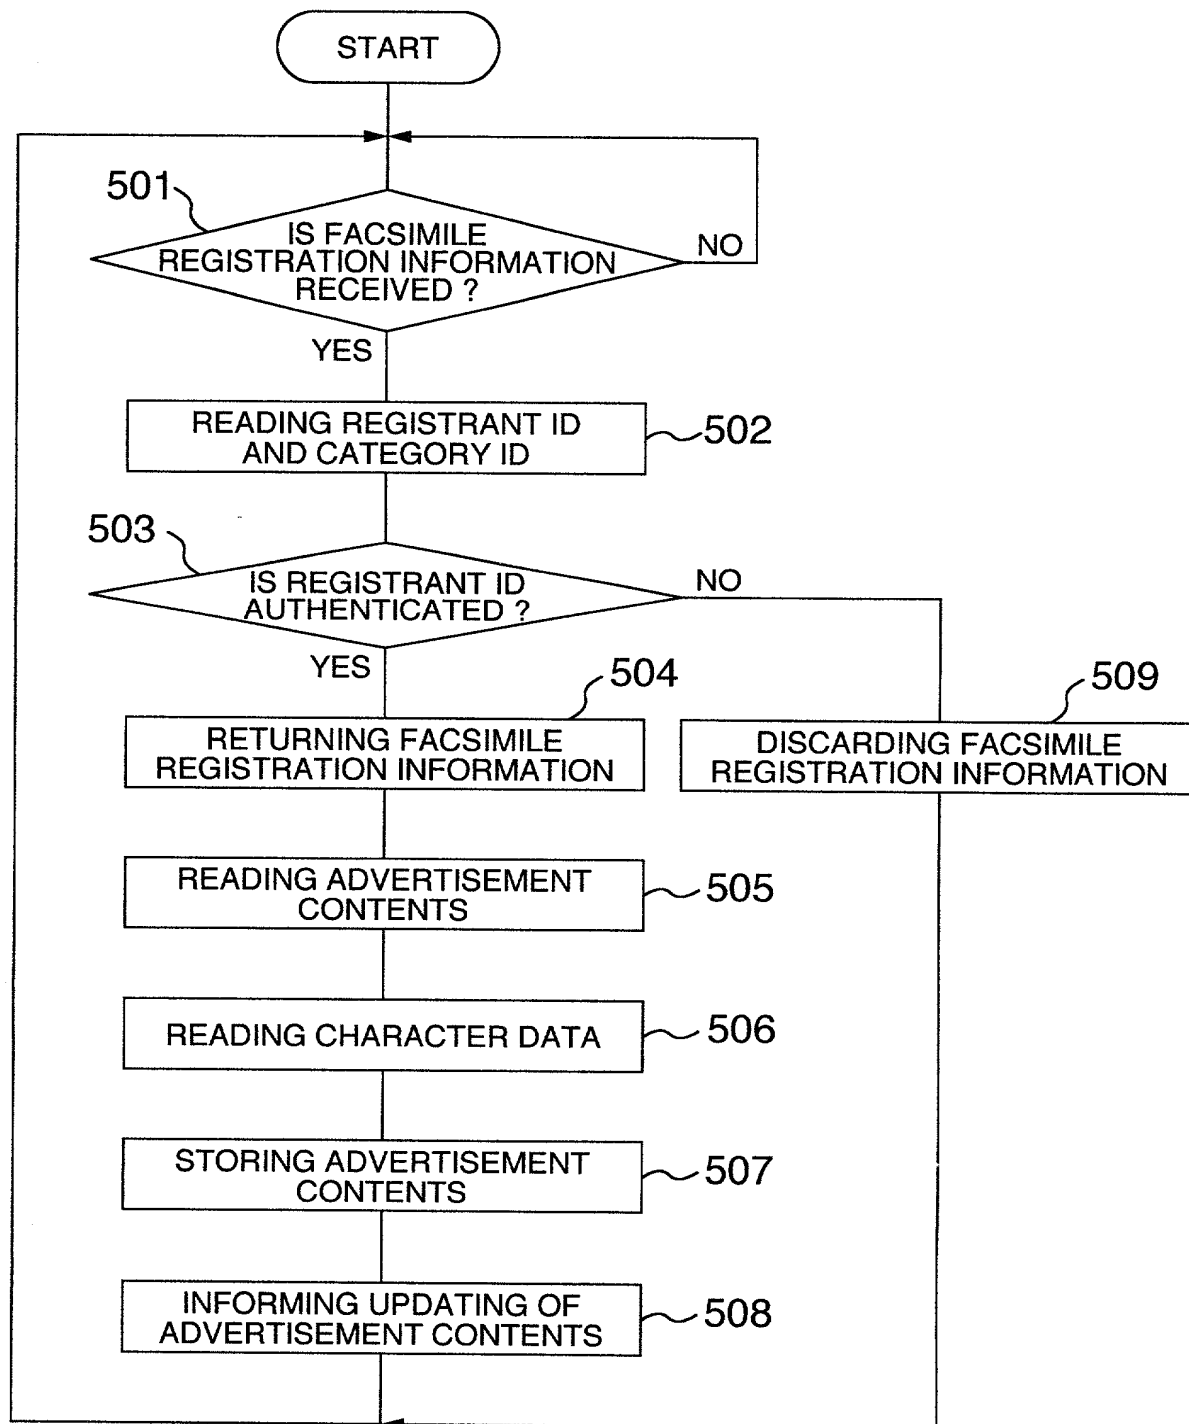 START
501
IS FACSIMILE
REGISTRATION INFORMATION
RECEIVED ?
NO
YES
READING REGISTRANT ID
AND CATEGORY ID
502
503
IS REGISTRANT ID
AUTHENTICATED ?
NO
YES
504
RETURNING FACSIMILE
REGISTRATION INFORMATION
509
DISCARDING FACSIMILE
REGISTRATION INFORMATION
READING ADVERTISEMENT
CONTENTS
505
READING CHARACTER DATA
506
STORING ADVERTISEMENT
CONTENTS
507
INFORMING UPDATING OF
ADVERTISEMENT CONTENTS
508